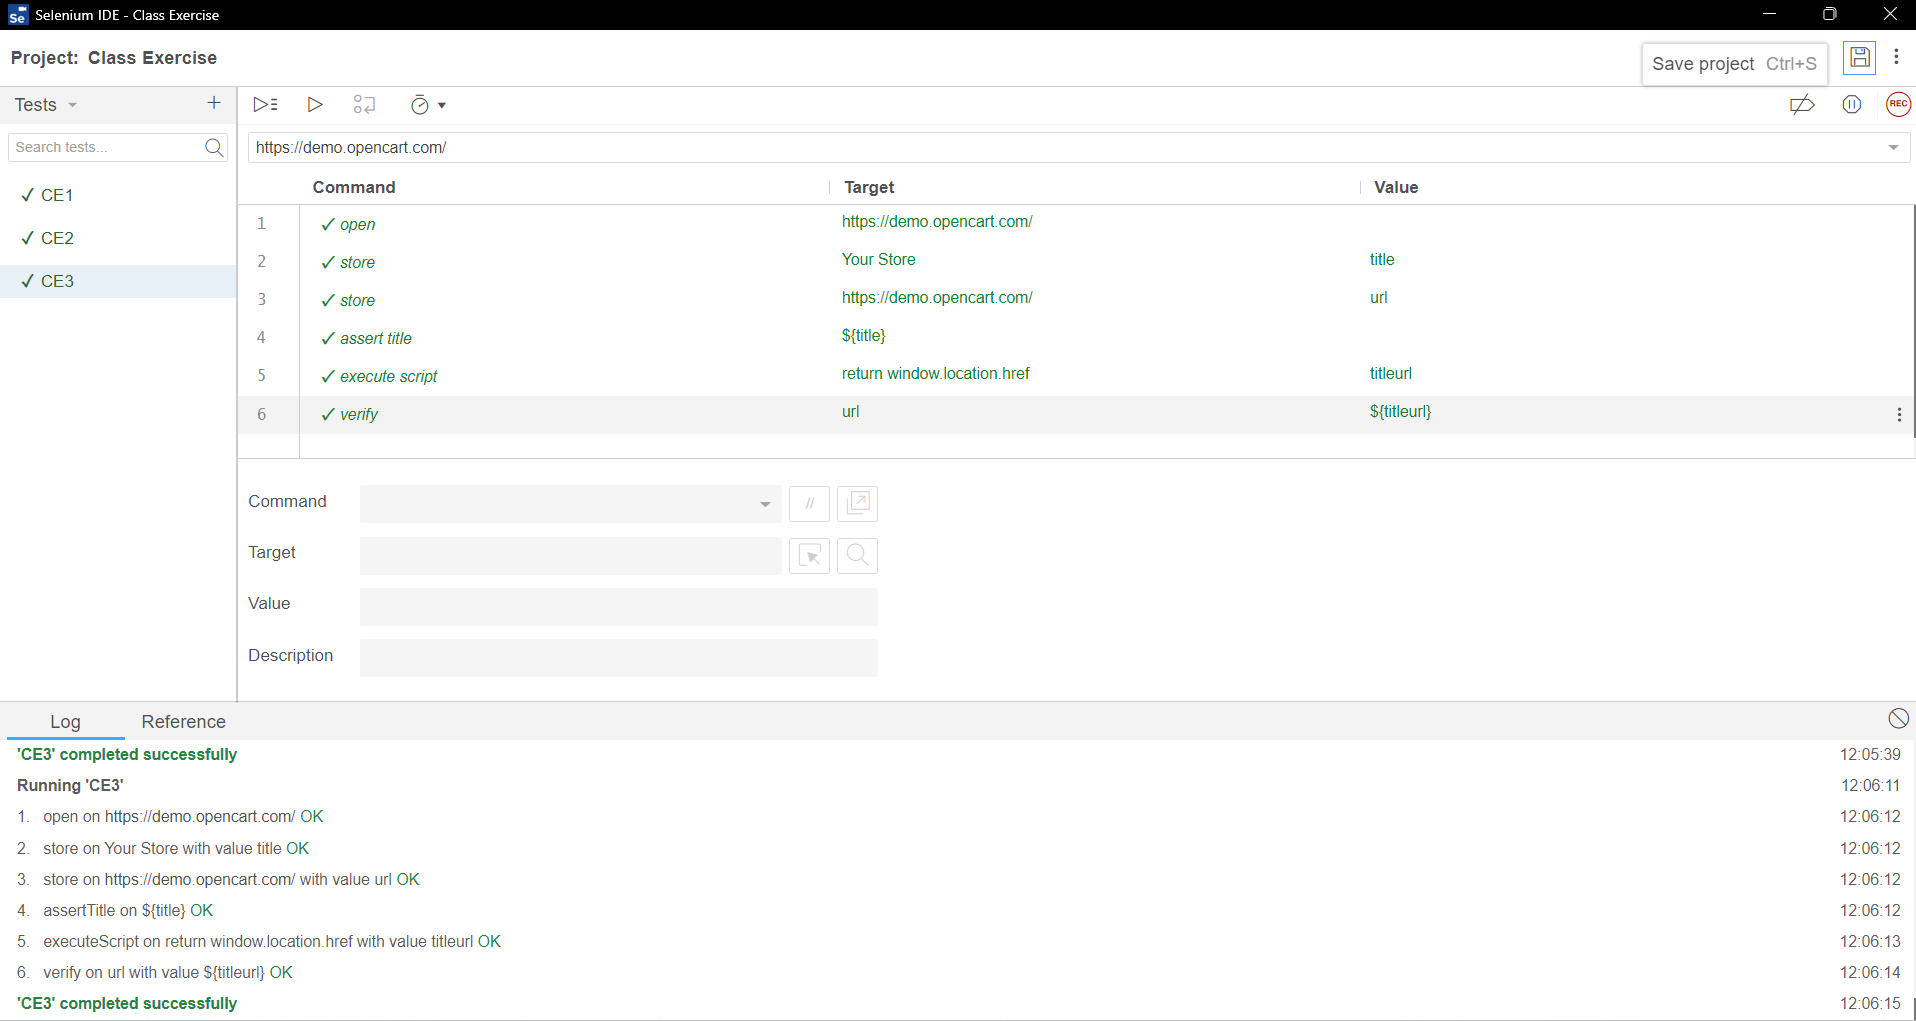 Selenium IDE - Class Exercise
Project: Class Exercise
Save project Ctrl+S
Tests
REC
Search tests...
https://demo.opencart.com/
CE1
CE2
CE3
Command Target Value
1 ✓ open https://demo.opencart.com/
2 ✓ store Your Store title
3 ✓ store https://demo.opencart.com/ url
4 ✓ assert title ${title}
5 ✓ execute script return window.location.href titleurl
6 ✓ verify url ${titleurl}
Command //
Target
Value
Description
Log Reference
'CE3' completed successfully 12:05:39
Running 'CE3' 12:06:11
1. open on https://demo.opencart.com/ OK 12:06:12
2. store on Your Store with value title OK 12:06:12
3. store on https://demo.opencart.com/ with value url OK 12:06:12
4. assertTitle on ${title} OK 12:06:12
5. executeScript on return window.location.href with value titleurl OK 12:06:13
6. verify on url with value ${titleurl} OK 12:06:14
'CE3' completed successfully 12:06:15